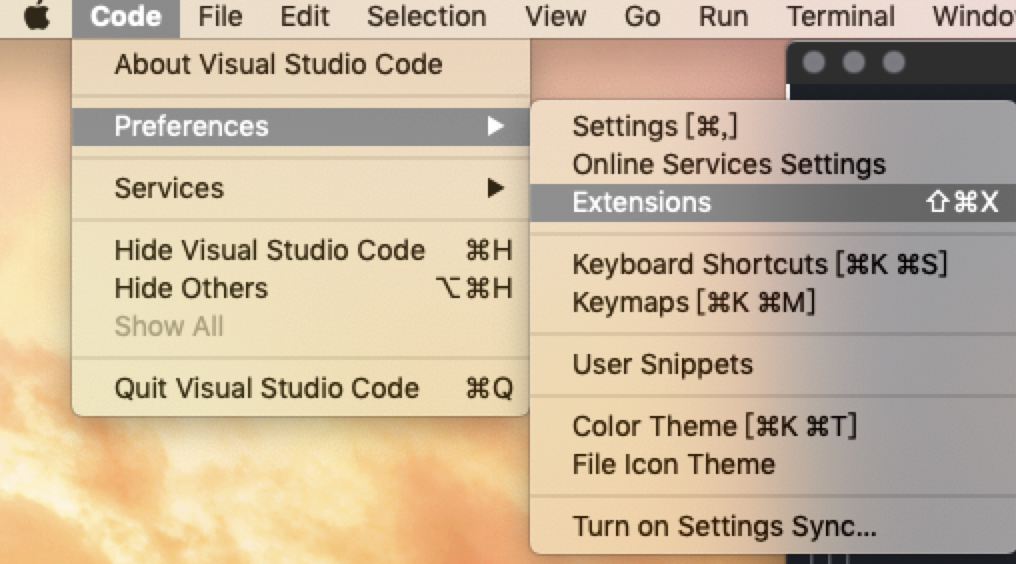 Code File Edit Selection View Go Run Terminal
About Visual Studio Code
Preferences ▶
Services ▶
Hide Visual Studio Code ⌘H
Hide Others ⌥⌘H
Show All
Quit Visual Studio Code ⌘Q
Settings [⌘,]
Online Services Settings
Extensions ⇧⌘X
Keyboard Shortcuts [⌘K ⌘S]
Keymaps [⌘K ⌘M]
User Snippets
Color Theme [⌘K ⌘T]
File Icon Theme
Turn on Settings Sync...